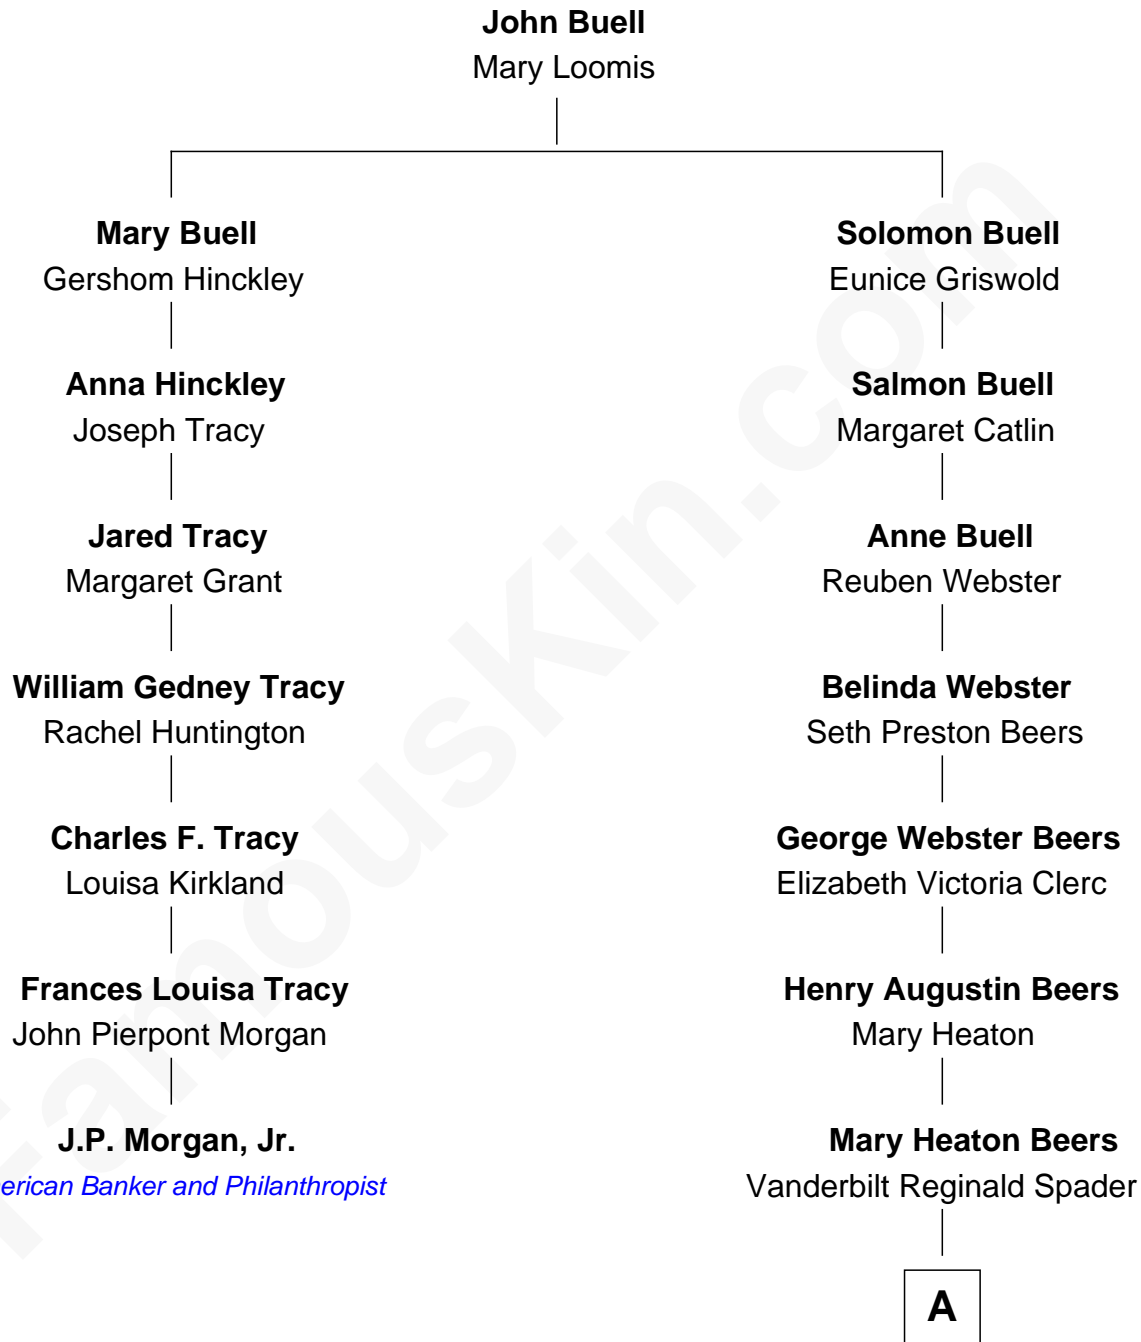 John Buell
Mary Loomis
Mary Buell
Gershom Hinckley
Solomon Buell
Eunice Griswold
Anna Hinckley
Joseph Tracy
Salmon Buell
Margaret Catlin
Jared Tracy
Margaret Grant
Anne Buell
Reuben Webster
William Gedney Tracy
Rachel Huntington
Belinda Webster
Seth Preston Beers
Charles F. Tracy
Louisa Kirkland
George Webster Beers
Elizabeth Victoria Clerc
Frances Louisa Tracy
John Pierpont Morgan
Henry Augustin Beers
Mary Heaton
J.P. Morgan, Jr.
erican Banker and Philanthropist
Mary Heaton Beers
Vanderbilt Reginald Spader
A
FamousKin.com